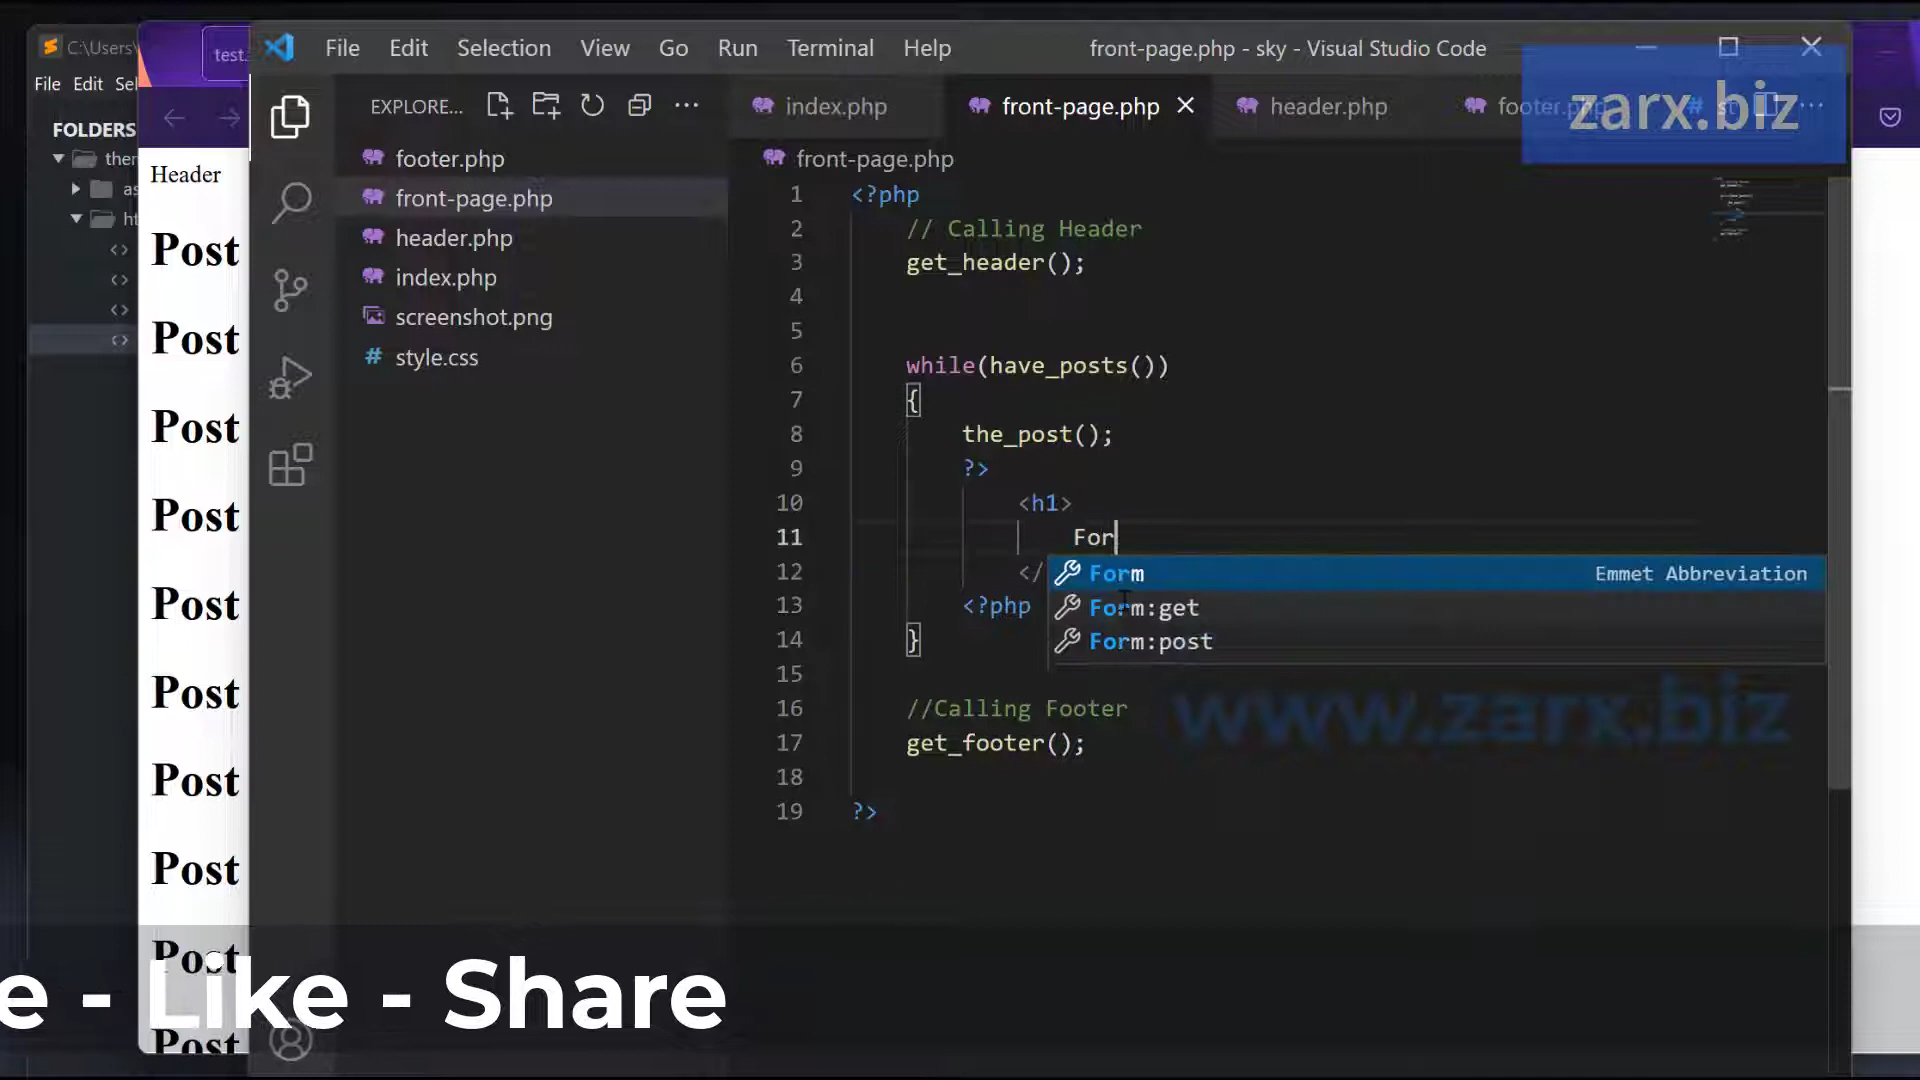 C:\Users\
File Edit Sel
FOLDERS
test.
Header
Post
Post
Post
Post
Post
Post
Post
Post
Post
Post
File Edit Selection View Go Run Terminal Help
front-page.php - sky - Visual Studio Code
zarx.biz
EXPLORE...
footer.php
front-page.php
header.php
index.php
screenshot.png
style.css
index.php
front-page.php
header.php
footer.php
front-page.php
1 <?php
2 // Calling Header
3 get_header();
4
5
6 while(have_posts())
7 {
8 the_post();
9 ?>
10 <h1>
11 For
12 </
13 <?php
14 }
15
16 //Calling Footer
17 get_footer();
18
19 ?>
Form Emmet Abbreviation
Form:get
Form:post
www.zarx.biz
e - Like - Share